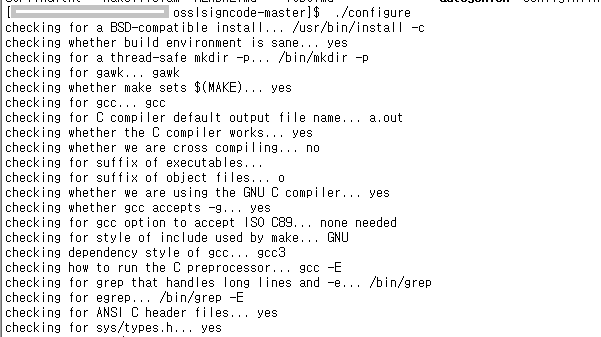 [ osslsigncode-master]$ ./configure
checking for a BSD-compatible install... /usr/bin/install -c
checking whether build environment is sane... yes
checking for a thread-safe mkdir -p... /bin/mkdir -p
checking for gawk... gawk
checking whether make sets $(MAKE)... yes
checking for gcc... gcc
checking for C compiler default output file name... a.out
checking whether the C compiler works... yes
checking whether we are cross compiling... no
checking for suffix of executables...
checking for suffix of object files... o
checking whether we are using the GNU C compiler... yes
checking whether gcc accepts -g... yes
checking for gcc option to accept ISO C89... none needed
checking for style of include used by make... GNU
checking dependency style of gcc... gcc3
checking how to run the C preprocessor... gcc -E
checking for grep that handles long lines and -e... /bin/grep
checking for egrep... /bin/grep -E
checking for ANSI C header files... yes
checking for sys/types.h... yes